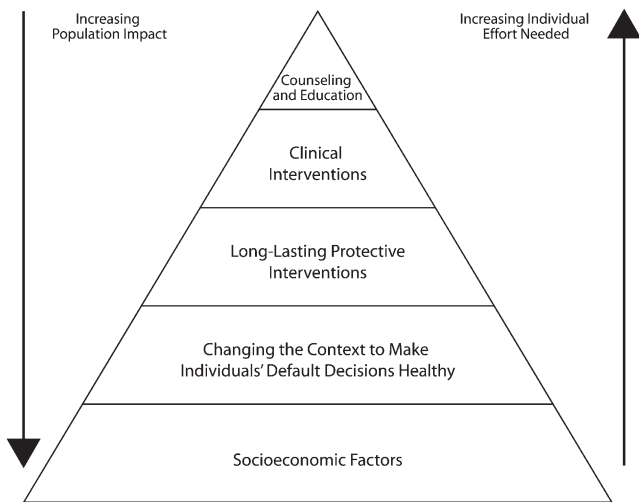 Increasing
Population Impact
Increasing Individual
Effort Needed
Counseling
and Education
Clinical
Interventions
Long-Lasting Protective
Interventions
Changing the Context to Make
Individuals’ Default Decisions Healthy
Socioeconomic Factors